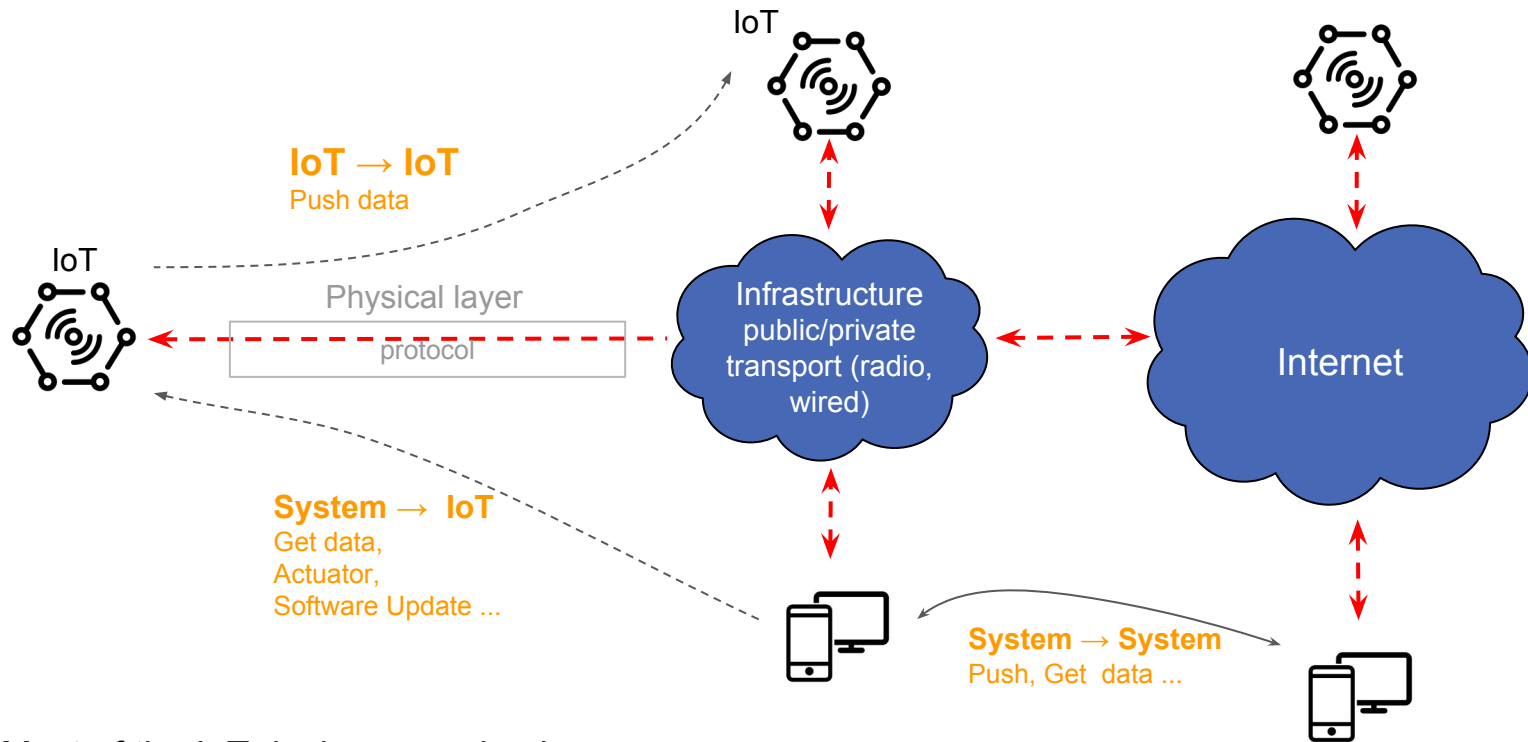 IoT
IoT → IoT
Push data
IoT
Physical layer
protocol
Infrastructure
public/private
transport (radio,
wired)
Internet
System → IoT
Get data,
Actuator,
Software Update ...
System → System
Push, Get data ...